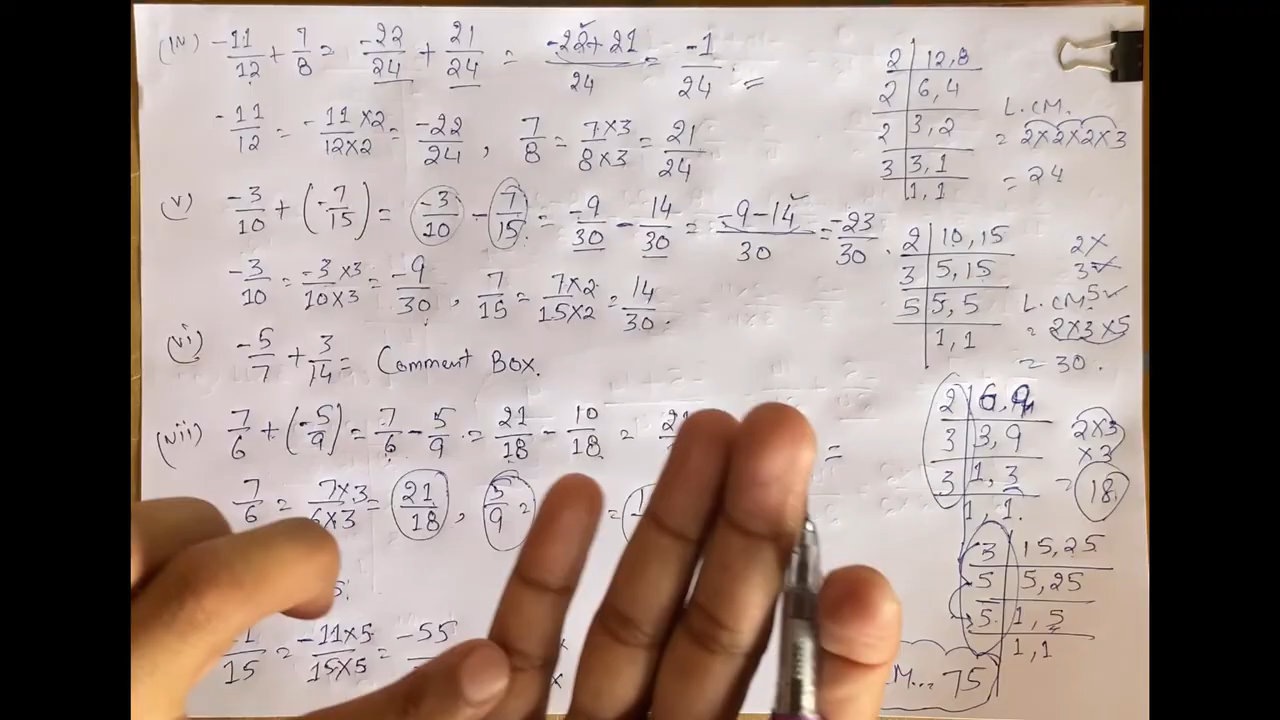 (iv) -11/12 + 7/8 = -22/24 + 21/24 = -22+21/24 = -1/24 =
-11/12 = -11×2/12×2 = -22/24 , 7/8 = 7×3/8×3 = 21/24
(v) -3/10 + (-7/15) = -3/10 - 7/15 = -9/30 - 14/30 = -9-14/30 = -23/30 .
-3/10 = -3×3/10×3 = -9/30 , 7/15 = 7×2/15×2 = 14/30 .
(vi) -5/7 + 3/14 = Comment Box.
(vii) 7/6 + (-5/9) = 7/6 - 5/9 = 21/18 - 10/18 = =
7/6 = 7×3/6×3 = 21/18 , 5/9 = =
15 = -11×5/15×5 = -55
2 | 12,8
2 | 6,4
2 | 3,2
3 | 3,1
1,1
L.CM.
= 2×2×2×3
= 24
2 | 10,15
3 | 5,15
5 | 5,5
1,1
2×
3×
5
L.CM
= 2×3×5
= 30.
2 | 6,9
3 | 3,9
3 | 1,3
1,1.
2×3
×3
= 18.
3 | 15,25
5 | 5,25
5 | 1,5
1,1
M... 75